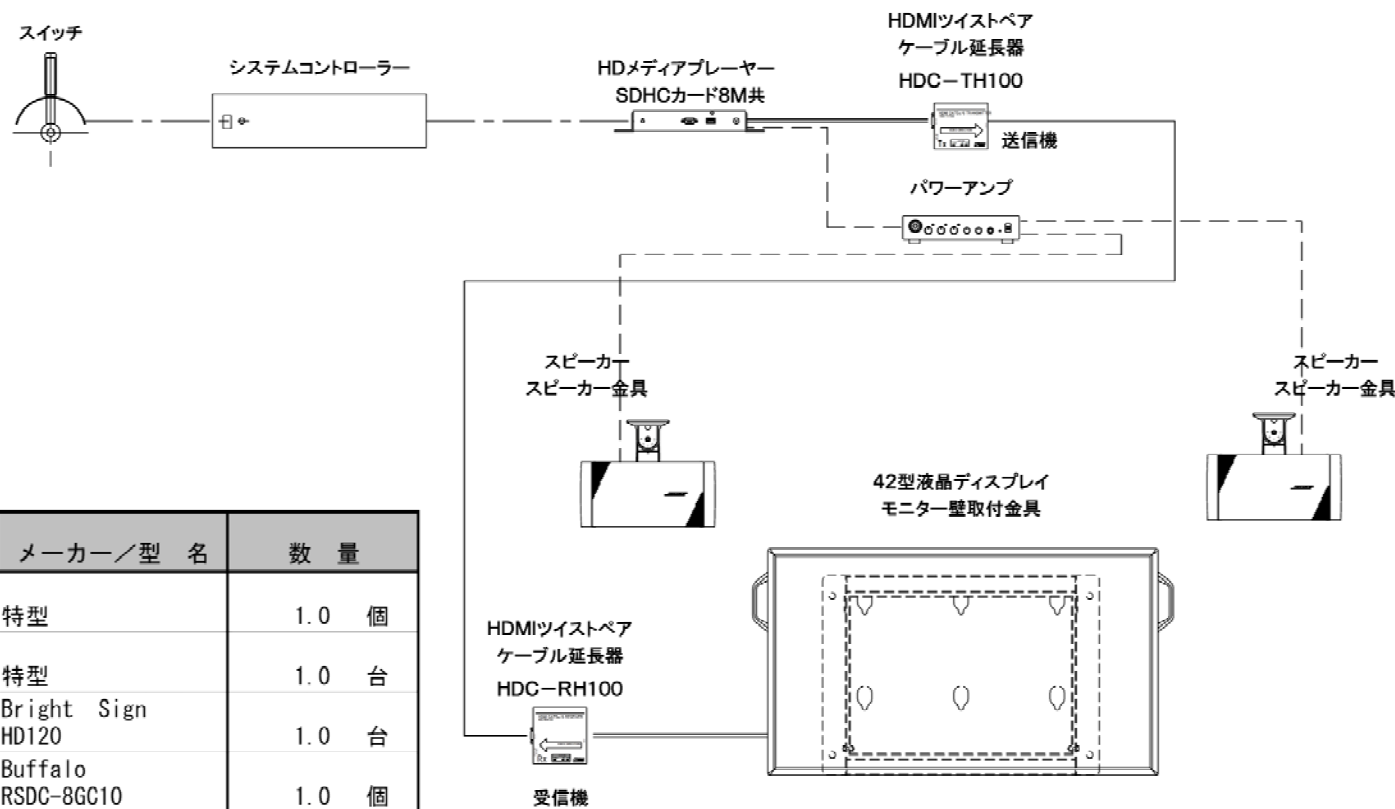 スイッチ
システムコントローラー
HDメディアプレーヤー
SDHCカード8M共
HDMIツイストペア
ケーブル延長器
HDC－TH100
送信機
パワーアンプ
スピーカー
スピーカー金具
スピーカー
スピーカー金具
42型液晶ディスプレイ
モニター壁取付金具
HDMIツイストペア
ケーブル延長器
HDC－RH100
受信機
メーカー／型　名 数　量
特型 1.0 個
特型 1.0 台
Bright Sign
HD120 1.0 台
Buffalo
RSDC-8GC10 1.0 個
Tx
Rx